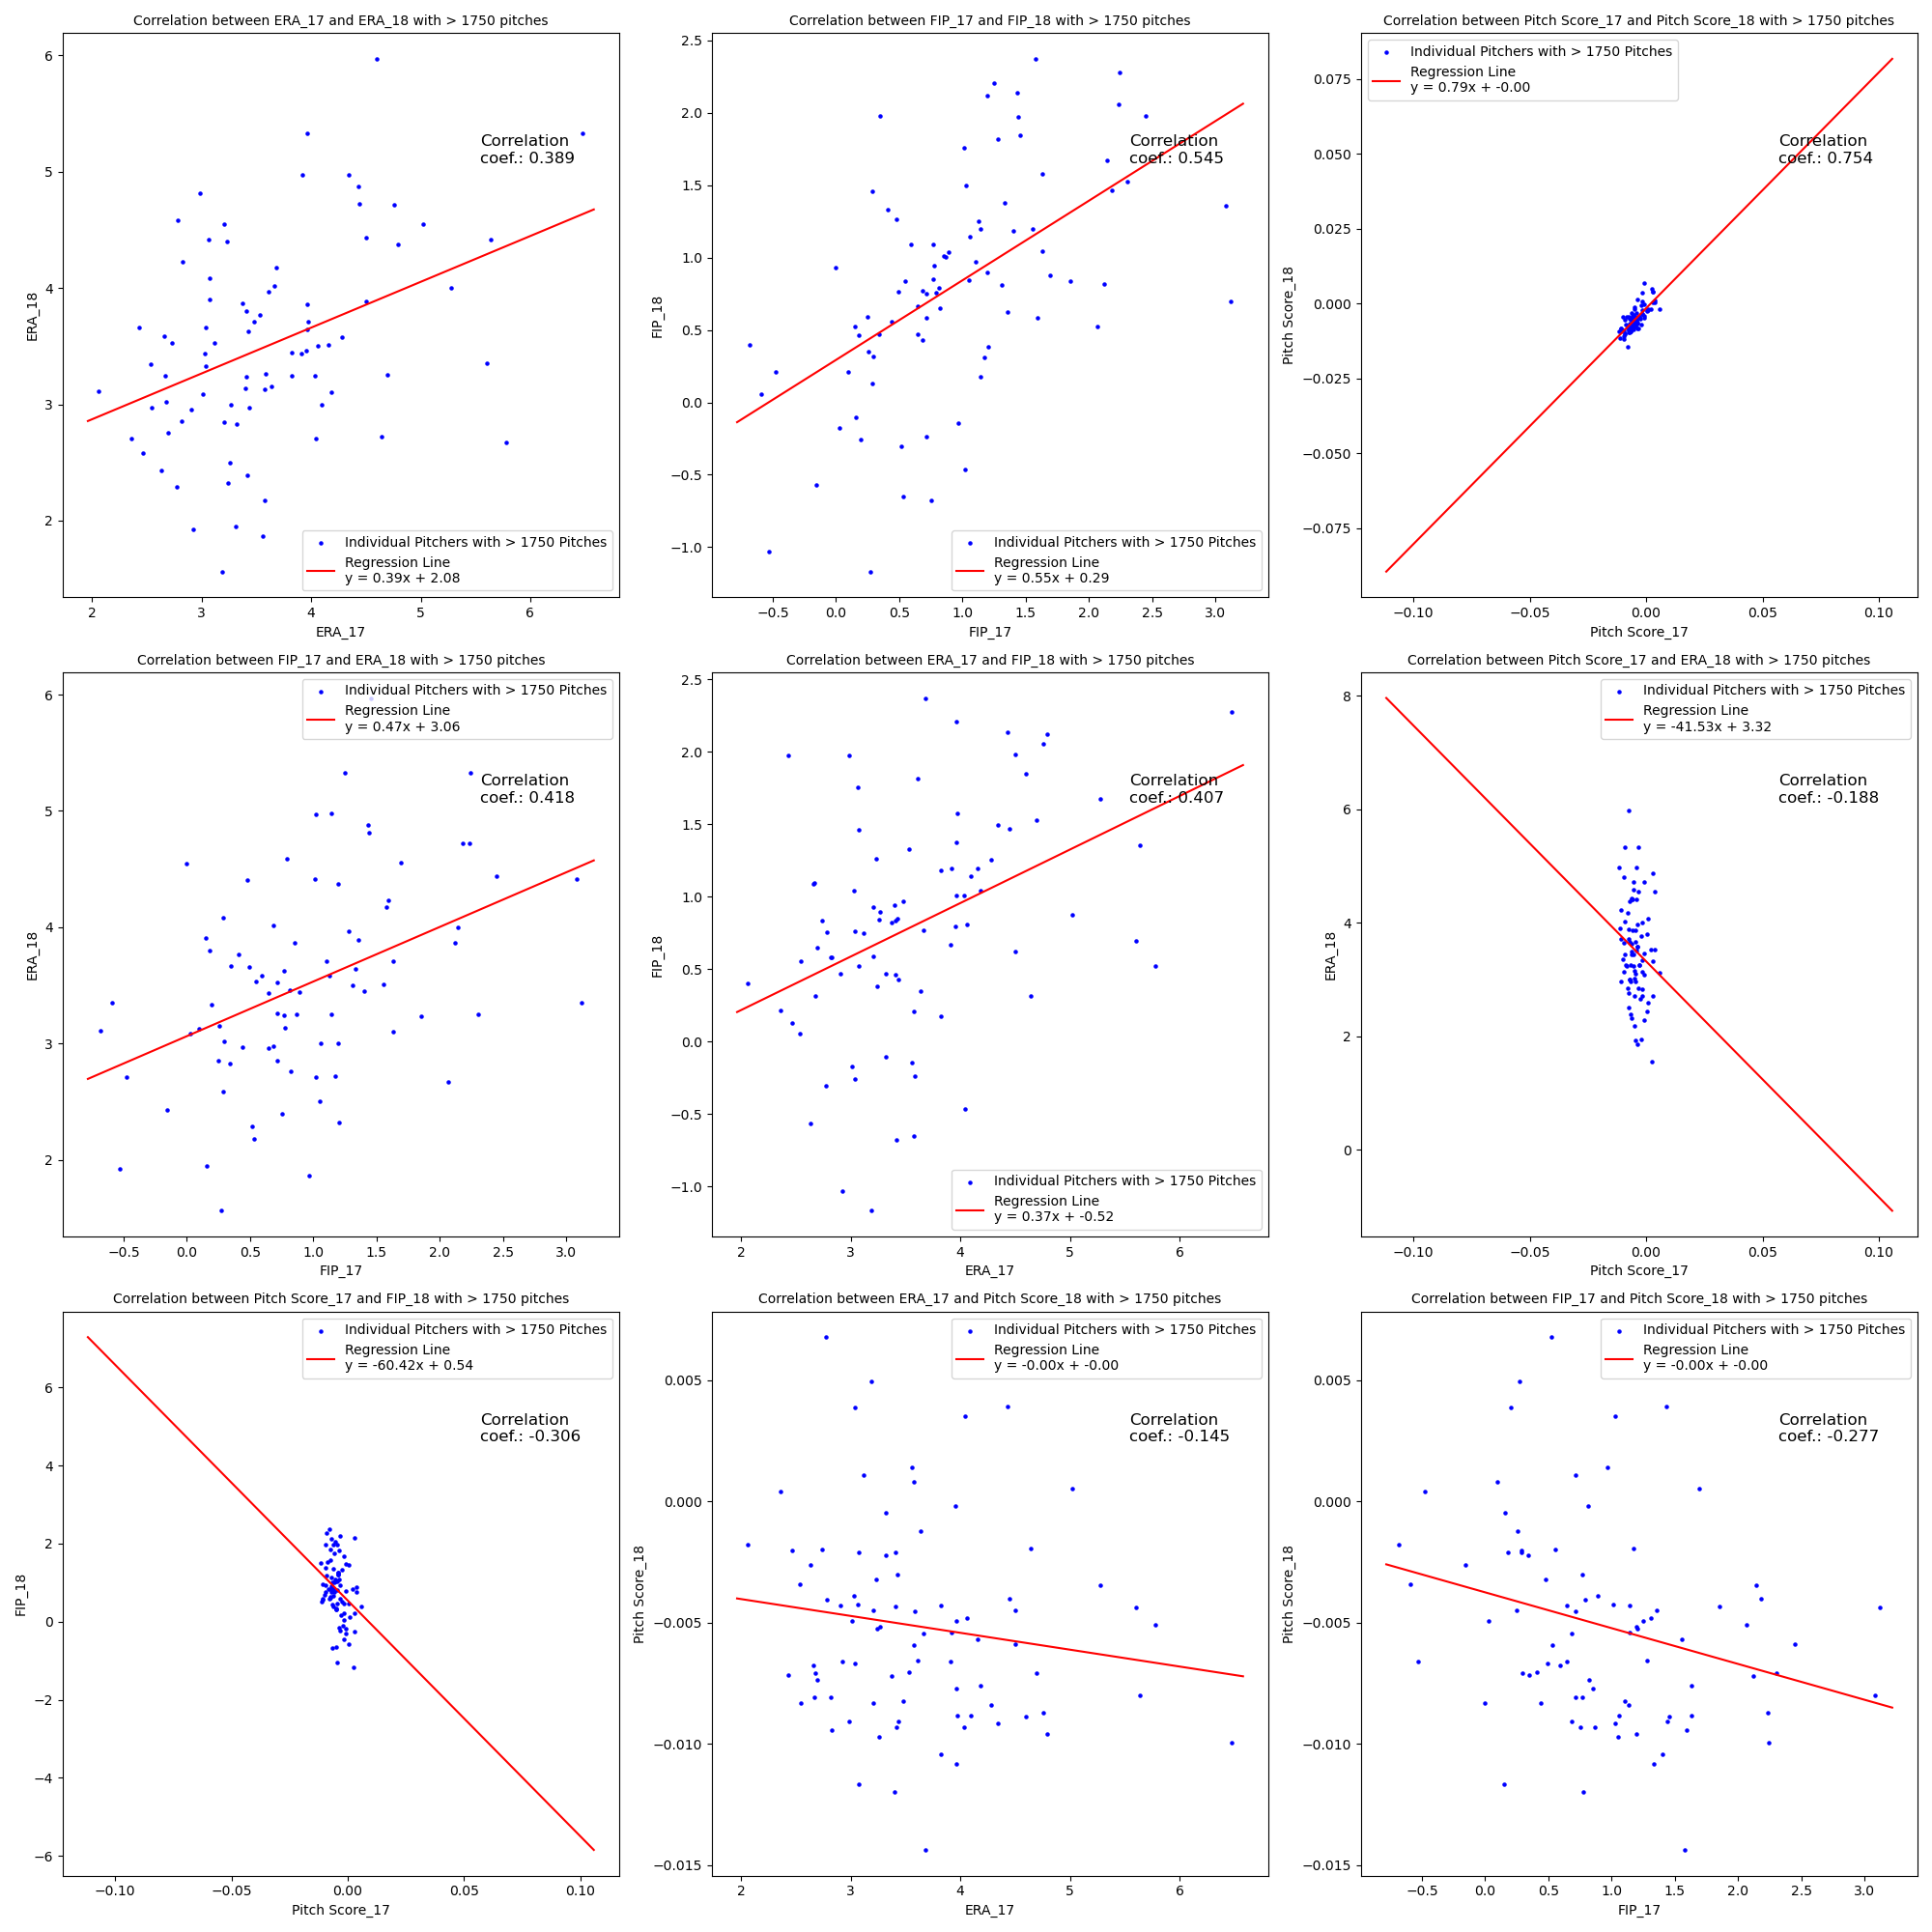 Correlation between ERA_17 and ERA_18 with > 1750 pitches
6
5
4
3
2
ERA_18
Correlation
coef.: 0.389
Individual Pitchers with > 1750 Pitches
Regression Line
y = 0.39x + 2.08
2 3 4 5 6
ERA_17
Correlation between FIP_17 and FIP_18 with > 1750 pitches
2.5
2.0
1.5
1.0
0.5
0.0
−0.5
−1.0
FIP_18
Correlation
coef.: 0.545
Individual Pitchers with > 1750 Pitches
Regression Line
y = 0.55x + 0.29
−0.5 0.0 0.5 1.0 1.5 2.0 2.5 3.0
FIP_17
Correlation between Pitch Score_17 and Pitch Score_18 with > 1750 pitches
Individual Pitchers with > 1750 Pitches
Regression Line
y = 0.79x + -0.00
0.075
0.050
0.025
0.000
−0.025
−0.050
−0.075
Pitch Score_18
Correlation
coef.: 0.754
−0.10 −0.05 0.00 0.05 0.10
Pitch Score_17
Correlation between FIP_17 and ERA_18 with > 1750 pitches
Individual Pitchers with > 1750 Pitches
Regression Line
y = 0.47x + 3.06
6
5
4
3
2
ERA_18
Correlation
coef.: 0.418
−0.5 0.0 0.5 1.0 1.5 2.0 2.5 3.0
FIP_17
Correlation between ERA_17 and FIP_18 with > 1750 pitches
2.5
2.0
1.5
1.0
0.5
0.0
−0.5
−1.0
FIP_18
Correlation
coef.: 0.407
Individual Pitchers with > 1750 Pitches
Regression Line
y = 0.37x + -0.52
2 3 4 5 6
ERA_17
Correlation between Pitch Score_17 and ERA_18 with > 1750 pitches
Individual Pitchers with > 1750 Pitches
Regression Line
y = -41.53x + 3.32
8
6
4
2
0
ERA_18
Correlation
coef.: -0.188
−0.10 −0.05 0.00 0.05 0.10
Pitch Score_17
Correlation between Pitch Score_17 and FIP_18 with > 1750 pitches
Individual Pitchers with > 1750 Pitches
Regression Line
y = -60.42x + 0.54
6
4
2
0
−2
−4
−6
FIP_18
Correlation
coef.: -0.306
−0.10 −0.05 0.00 0.05 0.10
Pitch Score_17
Correlation between ERA_17 and Pitch Score_18 with > 1750 pitches
Individual Pitchers with > 1750 Pitches
Regression Line
y = -0.00x + -0.00
0.005
0.000
−0.005
−0.010
−0.015
Pitch Score_18
Correlation
coef.: -0.145
2 3 4 5 6
ERA_17
Correlation between FIP_17 and Pitch Score_18 with > 1750 pitches
Individual Pitchers with > 1750 Pitches
Regression Line
y = -0.00x + -0.00
0.005
0.000
−0.005
−0.010
−0.015
Pitch Score_18
Correlation
coef.: -0.277
−0.5 0.0 0.5 1.0 1.5 2.0 2.5 3.0
FIP_17